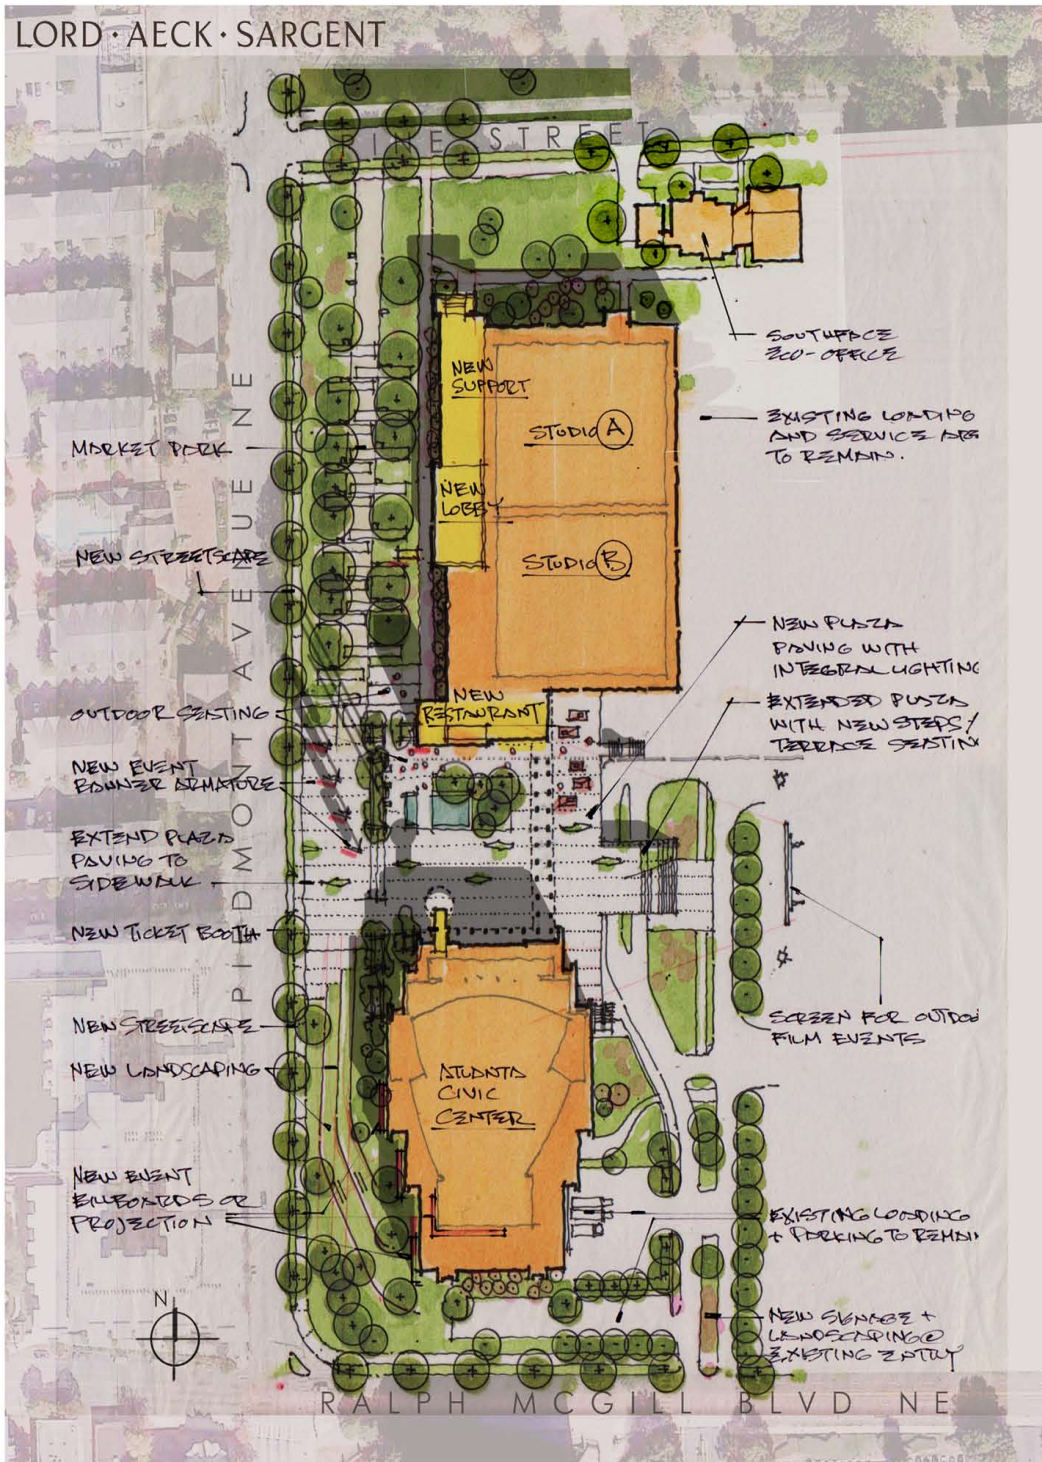 LORD · AECK · SARGENT
PINE STREET
SOUTHFACE
ECO-OFFICE
NEW
SUPPORT
STUDIO A
EXISTING LOADING
AND SERVICE
TO REMAIN.
MARKET PARK
NEW
LOBBY
NEW STREETSCAPE
STUDIO B
PIEDMONT AVENUE NE
NEW PLAZA
PAVING WITH
INTEGRAL LIGHTING
OUTDOOR SEATING
NEW
RESTAURANT
EXTENDED PLAZA
WITH NEW STEPS/
TERRACE SEATIN
NEW EVENT
BANNER ARMATURE
EXTEND PLAZA
PAVING TO
SIDEWALK
NEW TICKET BOOTH
NEW STREETSCAPE
SCREEN FOR OUTDOO
FILM EVENTS
NEW LANDSCAPING
ATLANTA
CIVIC
CENTER
NEW EVENT
BILLBOARDS OR
PROJECTION
EXISTING LOADING
+ PARKING TO REMAIN
N
NEW SIGNAGE +
LANDSCAPING @
EXISTING ENTRY
RALPH MCGILL BLVD NE